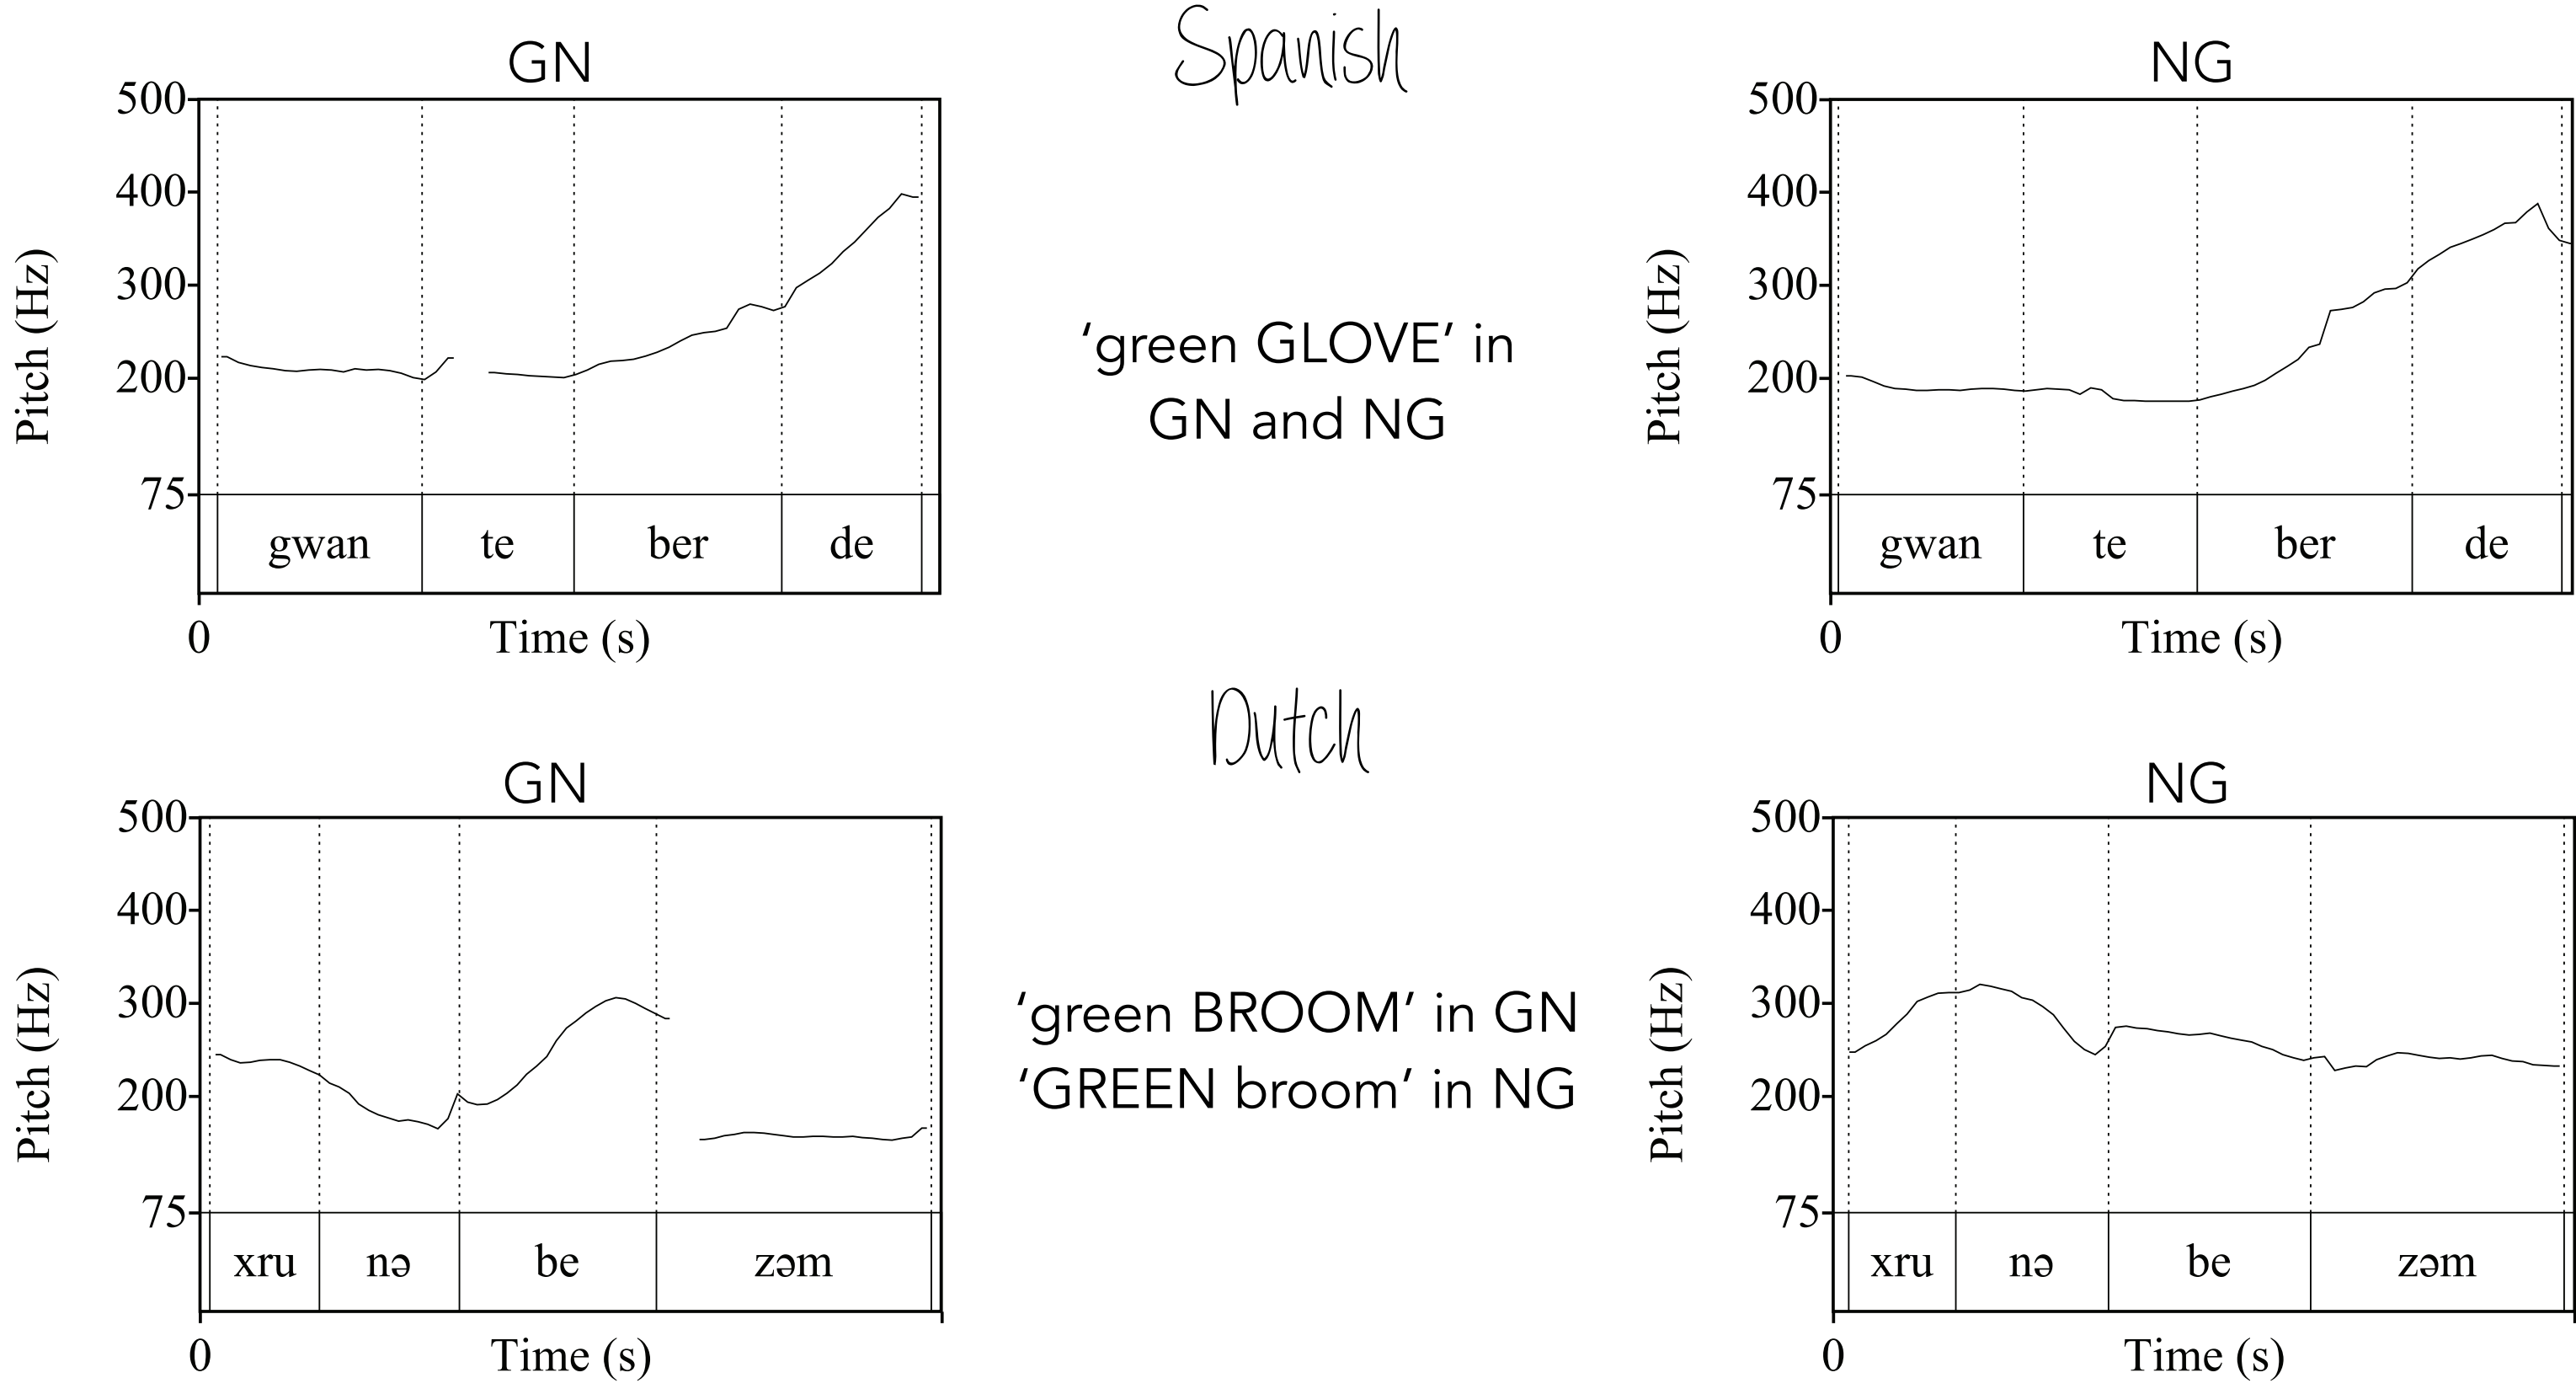 Spanish
GN
500
400
300
200
75
Pitch (Hz)
gwan te ber de
0
Time (s)
‘green GLOVE’ in
GN and NG
NG
500
400
300
200
75
Pitch (Hz)
gwan te ber de
0
Time (s)
Dutch
GN
500
400
300
200
75
Pitch (Hz)
xru nə be zəm
0
Time (s)
‘green BROOM’ in GN
‘GREEN broom’ in NG
NG
500
400
300
200
75
Pitch (Hz)
xru nə be zəm
0
Time (s)